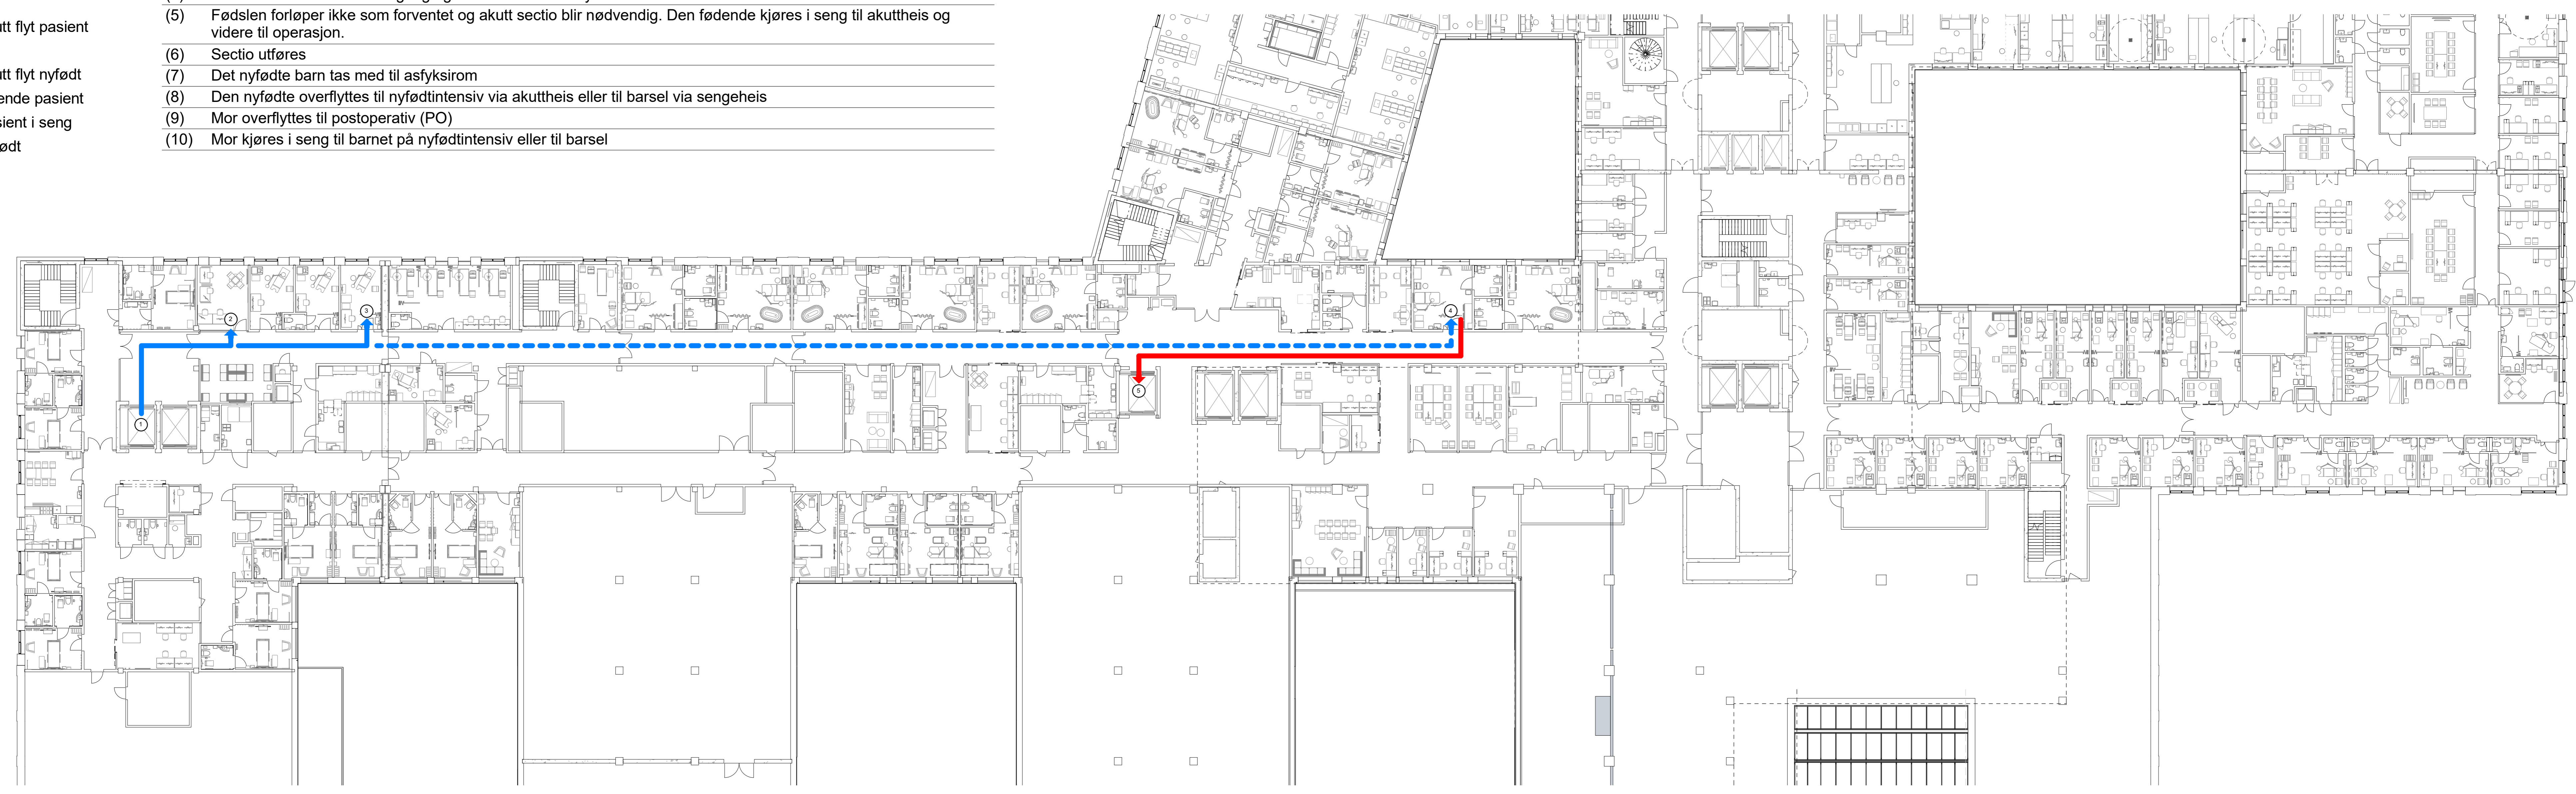 (5) Fødslen forløper ikke som forventet og akutt sectio blir nødvendig. Den fødende kjøres i seng til akuttheis og
videre til operasjon.
(6) Sectio utføres
(7) Det nyfødte barn tas med til asfyksirom
(8) Den nyfødte overflyttes til nyfødtintensiv via akuttheis eller til barsel via sengeheis
(9) Mor overflyttes til postoperativ (PO)
(10) Mor kjøres i seng til barnet på nyfødtintensiv eller til barsel
tt flyt pasient
tt flyt nyfødt
ende pasient
sient i seng
ødt
2
3
4
5
1